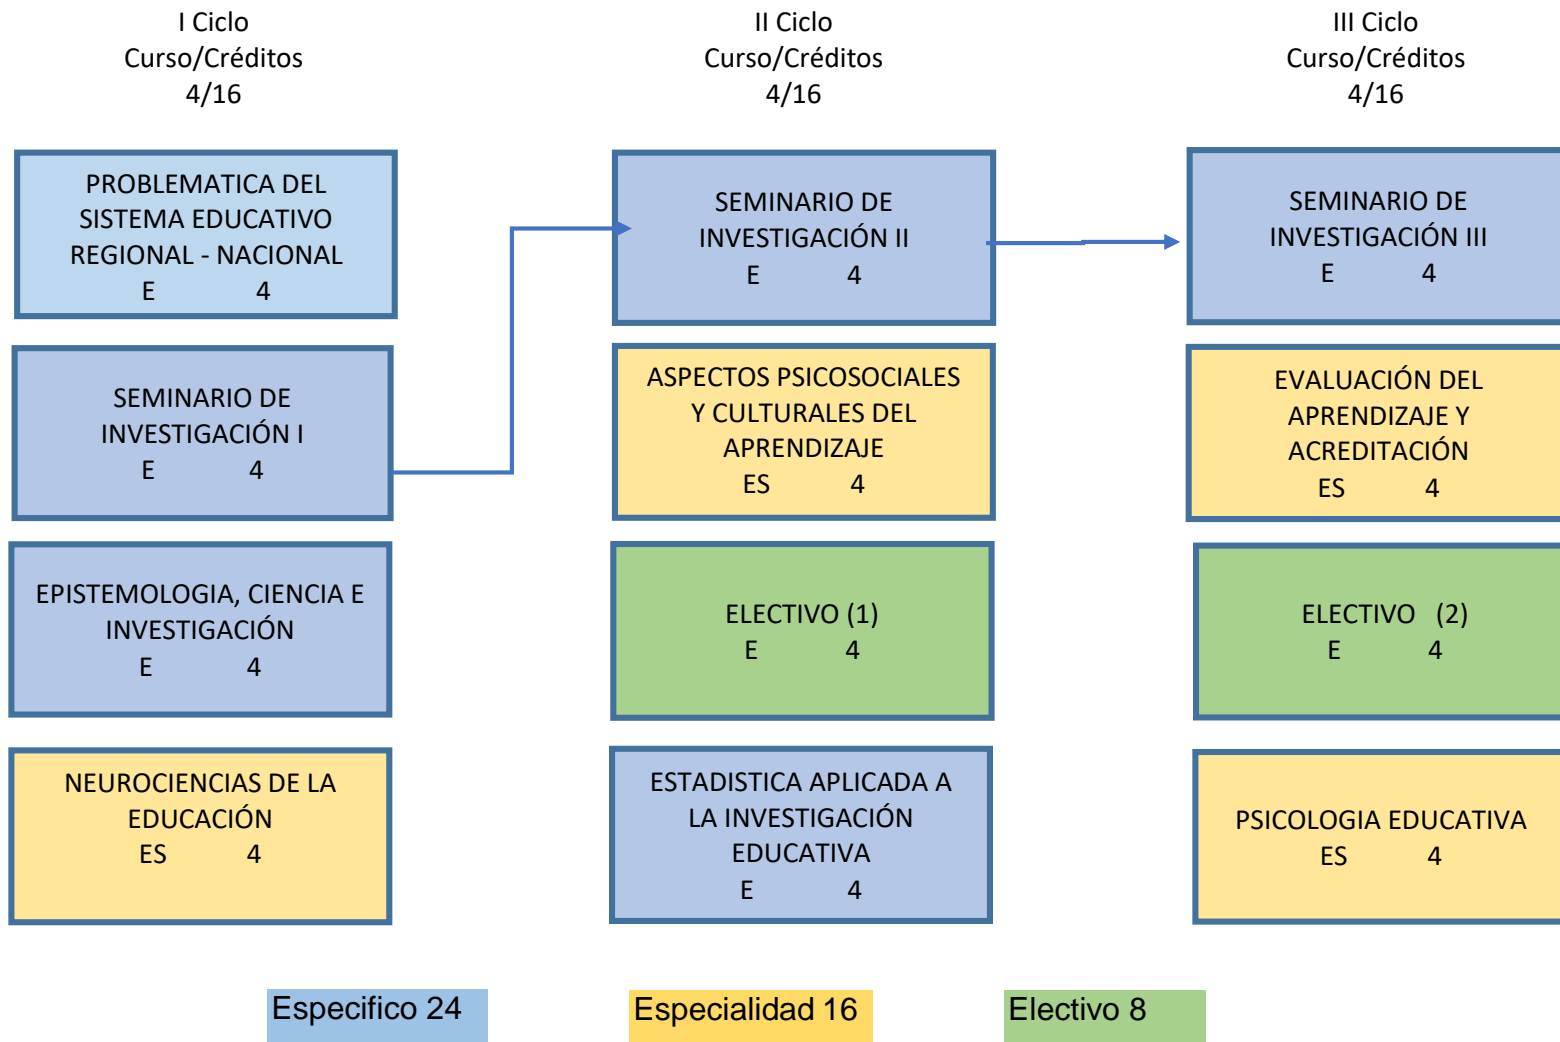 I Ciclo
Curso/Créditos
4/16
II Ciclo
Curso/Créditos
4/16
III Ciclo
Curso/Créditos
4/16
PROBLEMATICA DEL
SISTEMA EDUCATIVO
REGIONAL - NACIONAL
E 4
SEMINARIO DE
INVESTIGACIÓN II
E 4
SEMINARIO DE
INVESTIGACIÓN III
E 4
SEMINARIO DE
INVESTIGACIÓN I
E 4
ASPECTOS PSICOSOCIALES
Y CULTURALES DEL
APRENDIZAJE
ES 4
EVALUACIÓN DEL
APRENDIZAJE Y
ACREDITACIÓN
ES 4
EPISTEMOLOGIA, CIENCIA E
INVESTIGACIÓN
E 4
ELECTIVO (1)
E 4
ELECTIVO (2)
E 4
NEUROCIENCIAS DE LA
EDUCACIÓN
ES 4
ESTADISTICA APLICADA A
LA INVESTIGACIÓN
EDUCATIVA
E 4
PSICOLOGIA EDUCATIVA
ES 4
Especifico 24
Especialidad 16
Electivo 8